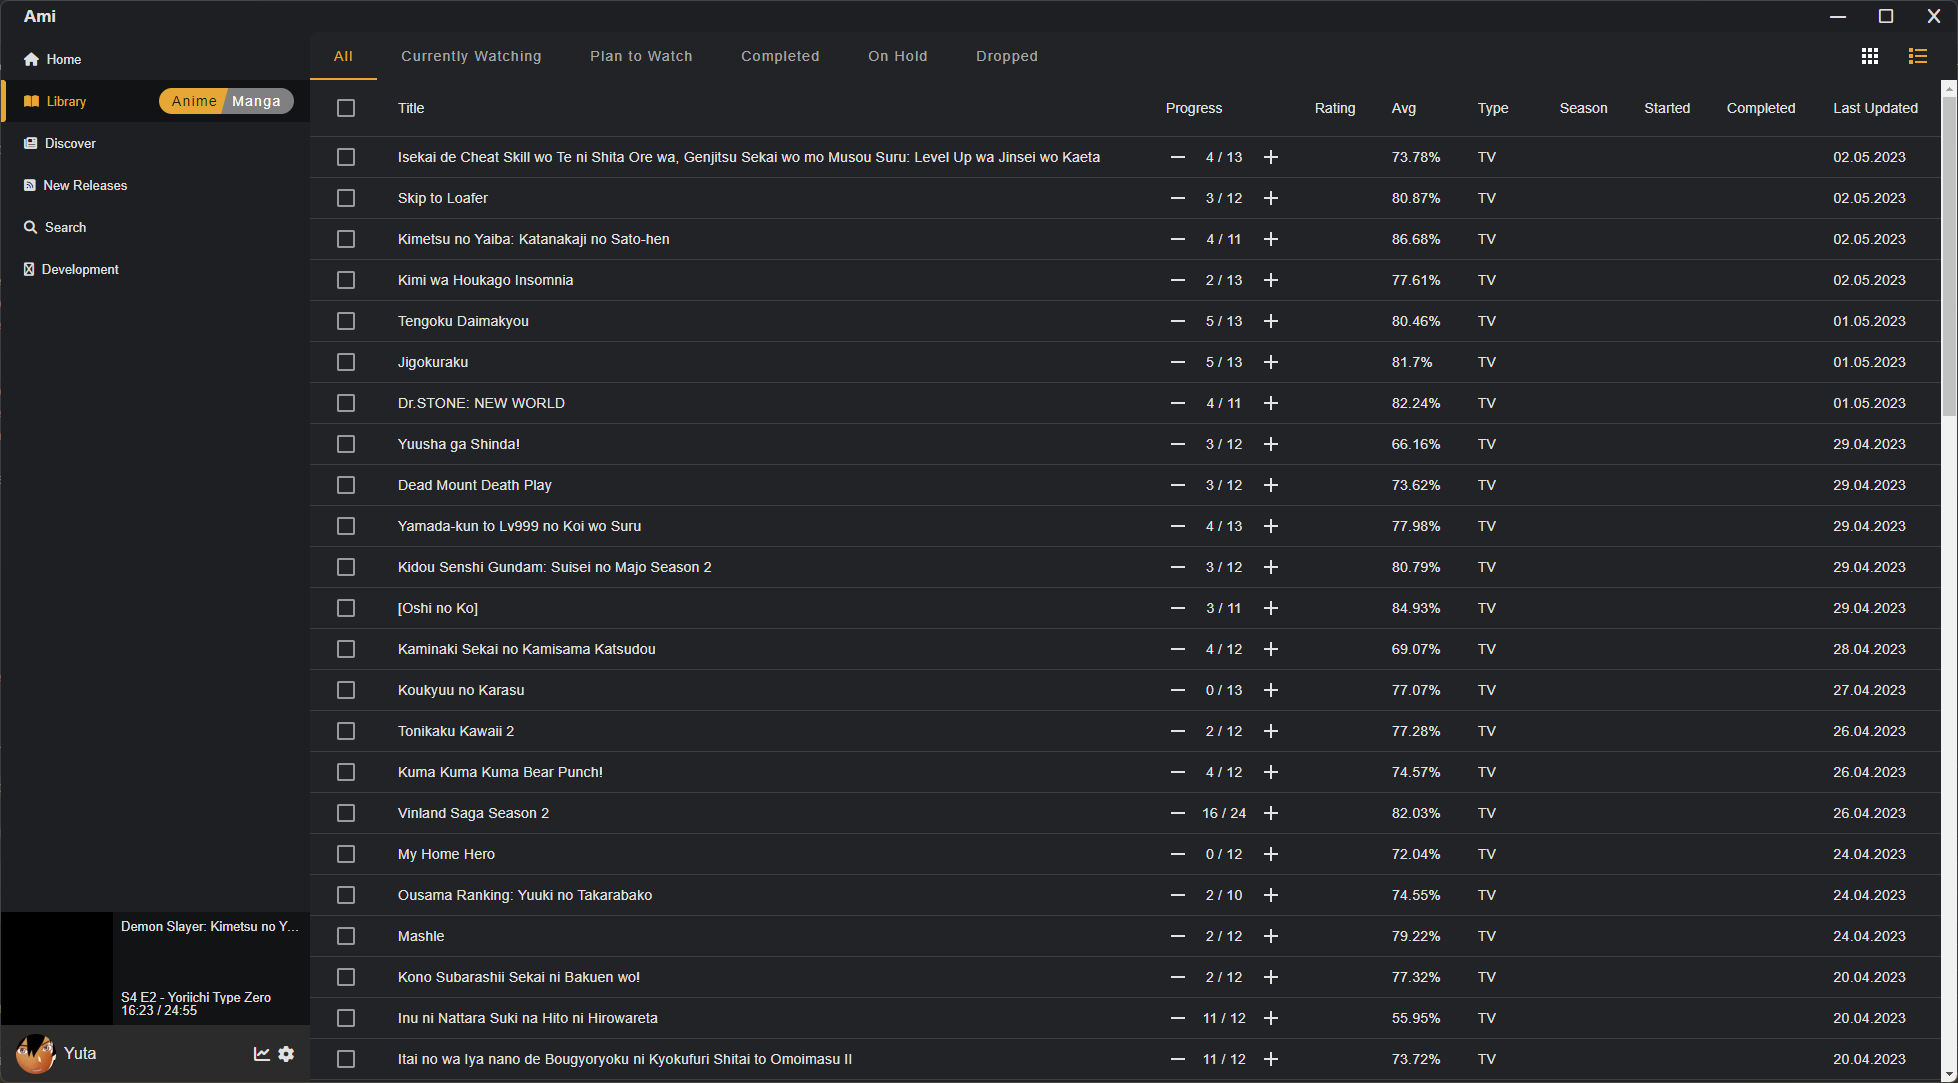 Ami
Home
Library Anime Manga
Discover
New Releases
Search
Development
All Currently Watching Plan to Watch Completed On Hold Dropped
Title Progress Rating Avg Type Season Started Completed Last Updated
Isekai de Cheat Skill wo Te ni Shita Ore wa, Genjitsu Sekai wo mo Musou Suru: Level Up wa Jinsei wo Kaeta 4 / 13 73.78% TV 02.05.2023
Skip to Loafer 3 / 12 80.87% TV 02.05.2023
Kimetsu no Yaiba: Katanakaji no Sato-hen 4 / 11 86.68% TV 02.05.2023
Kimi wa Houkago Insomnia 2 / 13 77.61% TV 02.05.2023
Tengoku Daimakyou 5 / 13 80.46% TV 01.05.2023
Jigokuraku 5 / 13 81.7% TV 01.05.2023
Dr.STONE: NEW WORLD 4 / 11 82.24% TV 01.05.2023
Yuusha ga Shinda! 3 / 12 66.16% TV 29.04.2023
Dead Mount Death Play 3 / 12 73.62% TV 29.04.2023
Yamada-kun to Lv999 no Koi wo Suru 4 / 13 77.98% TV 29.04.2023
Kidou Senshi Gundam: Suisei no Majo Season 2 3 / 12 80.79% TV 29.04.2023
[Oshi no Ko] 3 / 11 84.93% TV 29.04.2023
Kaminaki Sekai no Kamisama Katsudou 4 / 12 69.07% TV 28.04.2023
Koukyuu no Karasu 0 / 13 77.07% TV 27.04.2023
Tonikaku Kawaii 2 2 / 12 77.28% TV 26.04.2023
Kuma Kuma Kuma Bear Punch! 4 / 12 74.57% TV 26.04.2023
Vinland Saga Season 2 16 / 24 82.03% TV 26.04.2023
My Home Hero 0 / 12 72.04% TV 24.04.2023
Ousama Ranking: Yuuki no Takarabako 2 / 10 74.55% TV 24.04.2023
Mashle 2 / 12 79.22% TV 24.04.2023
Kono Subarashii Sekai ni Bakuen wo! 2 / 12 77.32% TV 20.04.2023
Inu ni Nattara Suki na Hito ni Hirowareta 11 / 12 55.95% TV 20.04.2023
Itai no wa Iya nano de Bougyoryoku ni Kyokufuri Shitai to Omoimasu II 11 / 12 73.72% TV 20.04.2023
Demon Slayer: Kimetsu no Y...
S4 E2 - Yoriichi Type Zero
16:23 / 24:55
Yuta